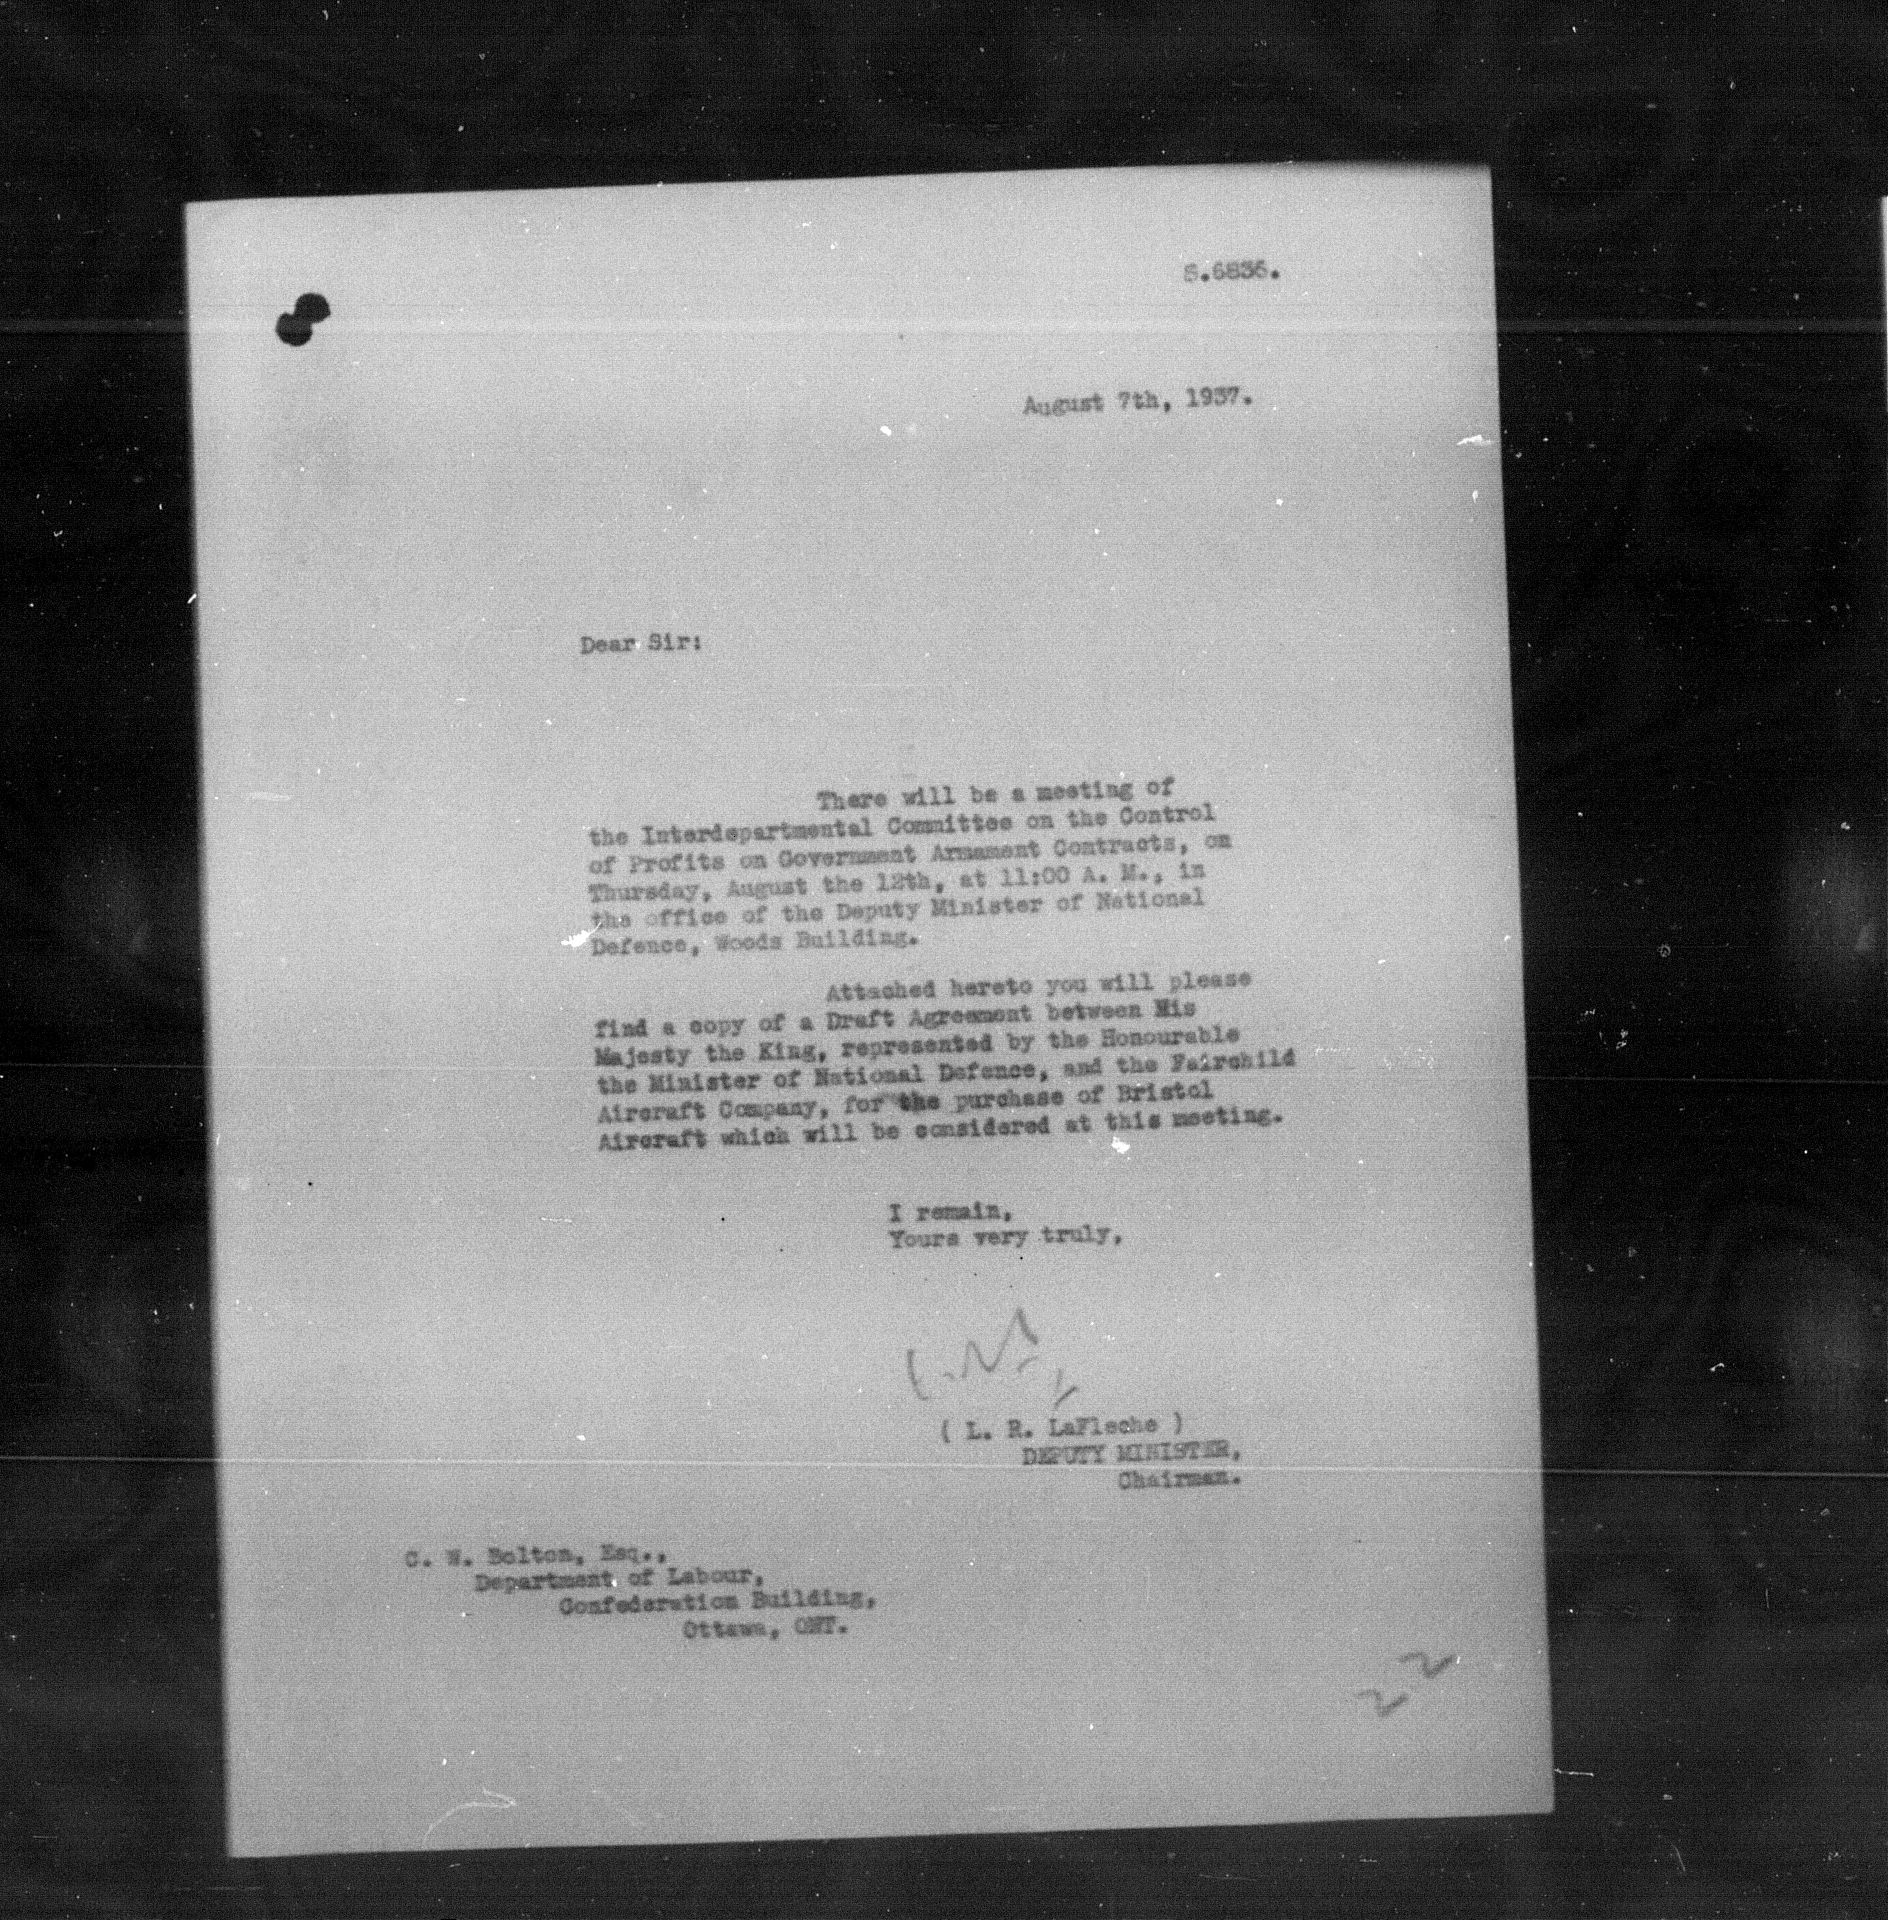 S.6836.
August 7th, 1937.
Dear Sir:
There will be a meeting of
the Interdepartmental Committee on the Control
of Profits on Government Armament Contracts, on
Thursday, August the 12th, at 11:00 A. M., in
the office of the Deputy Minister of National
Defence, Woods Building.
Attached hereto you will please
find a copy of a Draft Agreement between His
Majesty the King, represented by the Honourable
the Minister of National Defence, and the Fairchild
Aircraft Company, for the purchase of Bristol
Aircraft which will be considered at this meeting.
I remain,
Yours very truly,
( L. R. LaFleche )
DEPUTY MINISTER,
Chairman.
C. W. Bolton, Esq.,
Department of Labour,
Confederation Building,
Ottawa, ONT.
22